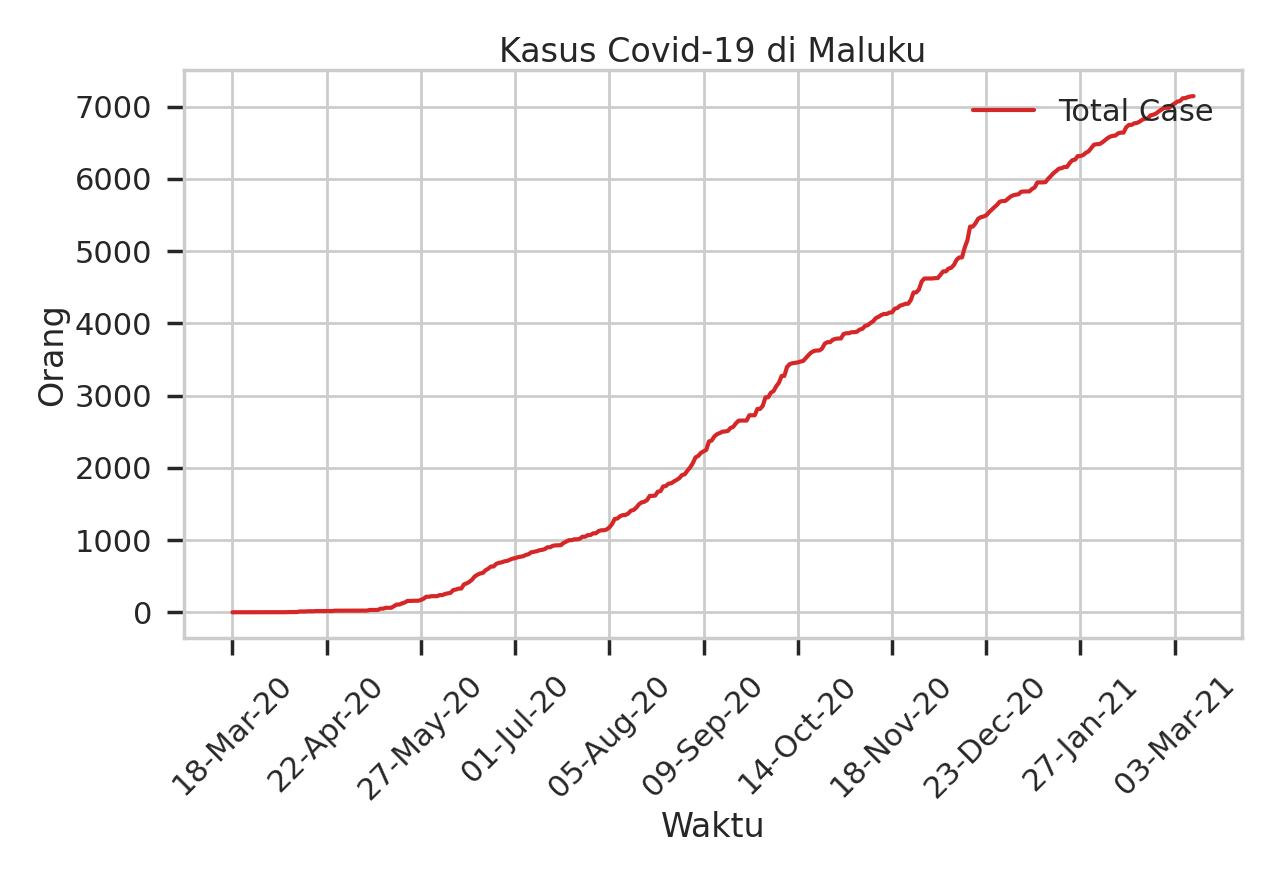 Kasus Covid-19 di Maluku
Total Case
7000
6000
5000
4000
3000
2000
1000
0
Orang
18-Mar-20
22-Apr-20
27-May-20
01-Jul-20
05-Aug-20
09-Sep-20
14-Oct-20
18-Nov-20
23-Dec-20
27-Jan-21
03-Mar-21
Waktu